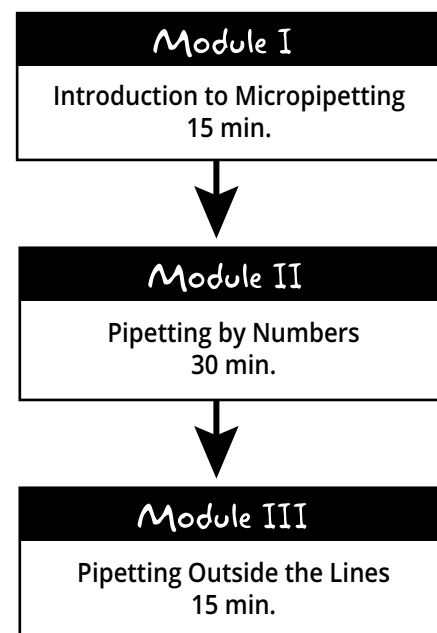 Module I
Introduction to Micropipetting
15 min.
Module II
Pipetting by Numbers
30 min.
Module III
Pipetting Outside the Lines
15 min.